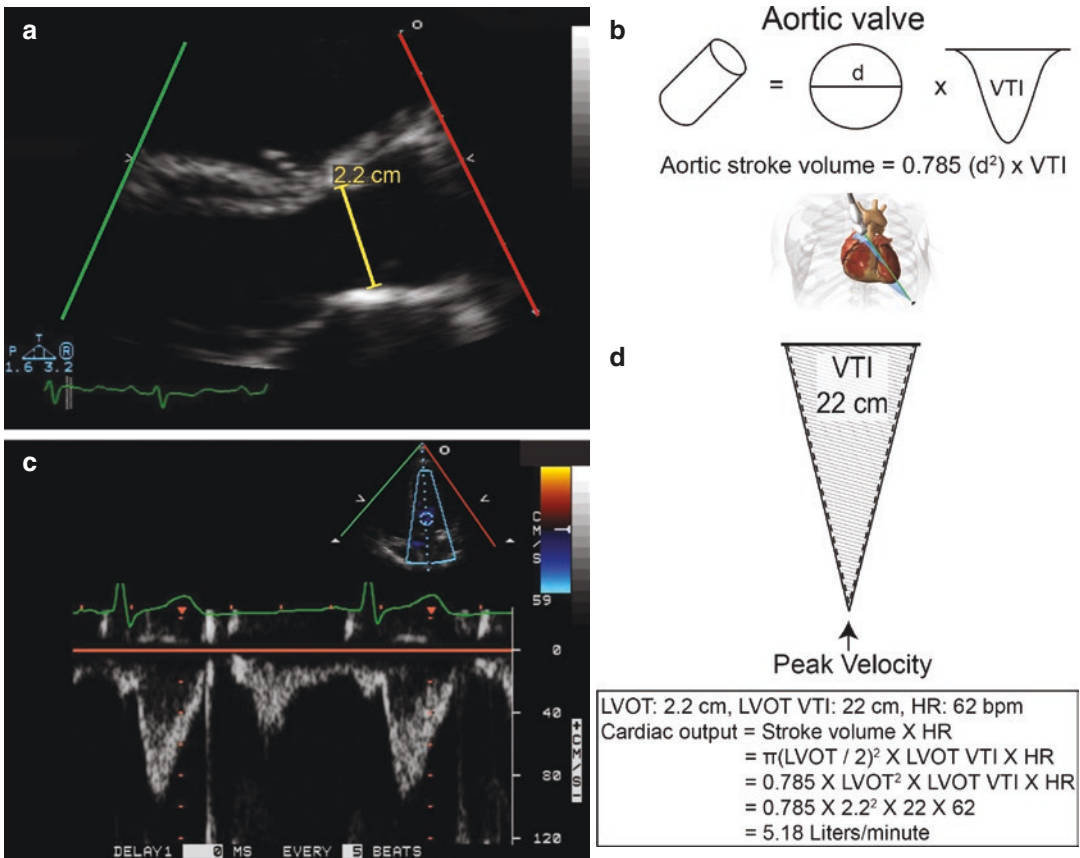 a
2.2 cm
P
T
R
1.6 3.2
b
Aortic valve
=
d
x
VTI
Aortic stroke volume = 0.785 (d²) x VTI
c
C
M
/
S
59
0
40
80
120
+CM/S-
DELAY1 0 MS EVERY 5 BEATS
d
VTI
22 cm
Peak Velocity
LVOT: 2.2 cm, LVOT VTI: 22 cm, HR: 62 bpm
Cardiac output = Stroke volume X HR
= π(LVOT / 2)² X LVOT VTI X HR
= 0.785 X LVOT² X LVOT VTI X HR
= 0.785 X 2.2² X 22 X 62
= 5.18 Liters/minute